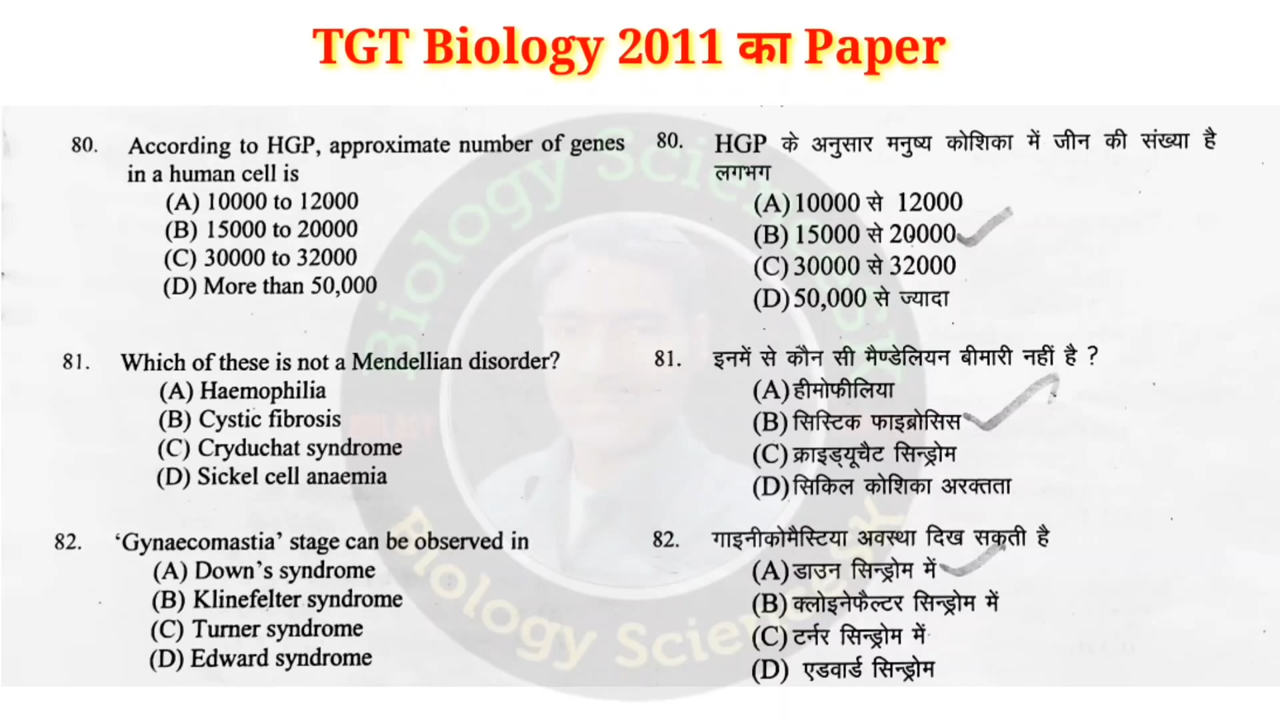 TGT Biology 2011 का Paper
80. According to HGP, approximate number of genes
in a human cell is
(A) 10000 to 12000
(B) 15000 to 20000
(C) 30000 to 32000
(D) More than 50,000
81. Which of these is not a Mendellian disorder?
(A) Haemophilia
(B) Cystic fibrosis
(C) Cryduchat syndrome
(D) Sickel cell anaemia
82. ‘Gynaecomastia’ stage can be observed in
(A) Down’s syndrome
(B) Klinefelter syndrome
(C) Turner syndrome
(D) Edward syndrome
80. HGP के अनुसार मनुष्य कोशिका में जीन की संख्या है
लगभग
(A) 10000 से 12000
(B) 15000 से 20000
(C) 30000 से 32000
(D) 50,000 से ज्यादा
81. इनमें से कौन सी मैण्डेलियन बीमारी नहीं है ?
(A) हीमोफीलिया
(B) सिस्टिक फाइब्रोसिस
(C) क्राइड्यूचैट सिन्ड्रोम
(D) सिकिल कोशिका अरक्तता
82. गाइनीकोमैस्टिया अवस्था दिख सकती है
(A) डाउन सिन्ड्रोम में
(B) क्लोइनेफैल्टर सिन्ड्रोम में
(C) टर्नर सिन्ड्रोम में
(D) एडवार्ड सिन्ड्रोम